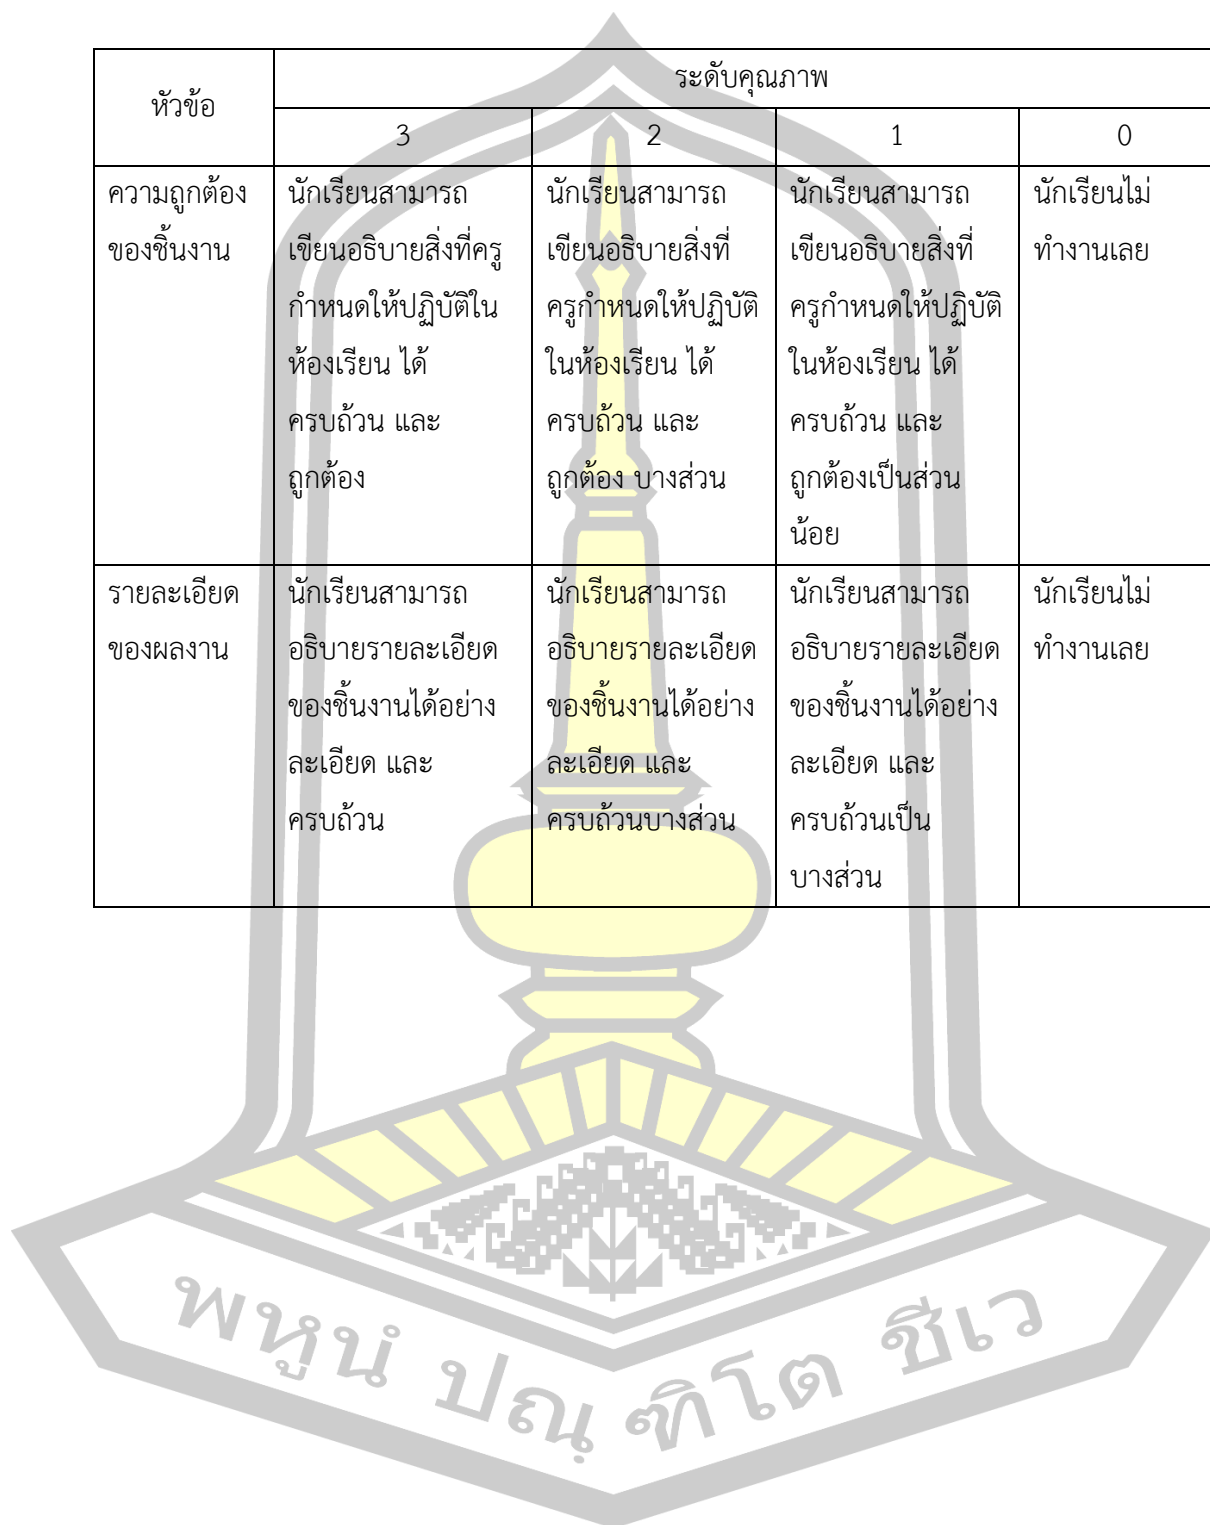 หัวข้อ
ระดับคุณภาพ
3
2
1
0
ความถูกต้อง
ของชิ้นงาน
นักเรียนสามารถ
เขียนอธิบายสิ่งที่ครู
กำหนดให้ปฏิบัติใน
ห้องเรียน ได้
ครบถ้วน และ
ถูกต้อง
นักเรียนสามารถ
เขียนอธิบายสิ่งที่
ครูกำหนดให้ปฏิบัติ
ในห้องเรียน ได้
ครบถ้วน และ
ถูกต้อง บางส่วน
นักเรียนสามารถ
เขียนอธิบายสิ่งที่
ครูกำหนดให้ปฏิบัติ
ในห้องเรียน ได้
ครบถ้วน และ
ถูกต้องเป็นส่วน
น้อย
นักเรียนไม่
ทำงานเลย
รายละเอียด
ของผลงาน
นักเรียนสามารถ
อธิบายรายละเอียด
ของชิ้นงานได้อย่าง
ละเอียด และ
ครบถ้วน
นักเรียนสามารถ
อธิบายรายละเอียด
ของชิ้นงานได้อย่าง
ละเอียด และ
ครบถ้วนบางส่วน
นักเรียนสามารถ
อธิบายรายละเอียด
ของชิ้นงานได้อย่าง
ละเอียด และ
ครบถ้วนเป็น
บางส่วน
นักเรียนไม่
ทำงานเลย
พหูนํ ปณฺ ฑิโต ชีเว